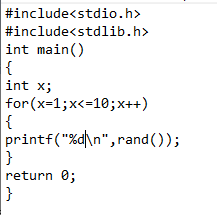 #include<stdio.h>
#include<stdlib.h>
int main()
{
int x;
for(x=1;x<=10;x++)
{
printf("%d\n",rand());
}
return 0;
}